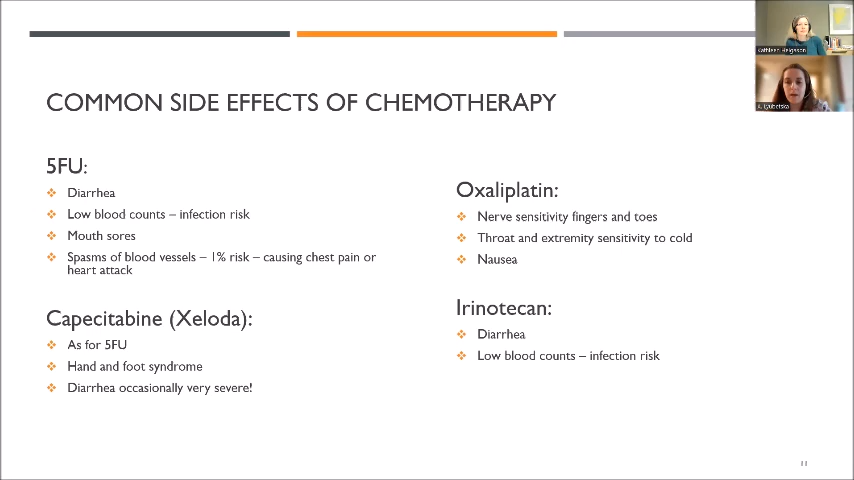 Kathleen Helgason
COMMON SIDE EFFECTS OF CHEMOTHERAPY
5FU:
❖ Diarrhea
❖ Low blood counts – infection risk
❖ Mouth sores
❖ Spasms of blood vessels – 1% risk – causing chest pain or
heart attack
Capecitabine (Xeloda):
❖ As for 5FU
❖ Hand and foot syndrome
❖ Diarrhea occasionally very severe!
Oxaliplatin:
❖ Nerve sensitivity fingers and toes
❖ Throat and extremity sensitivity to cold
❖ Nausea
Irinotecan:
❖ Diarrhea
❖ Low blood counts – infection risk
11